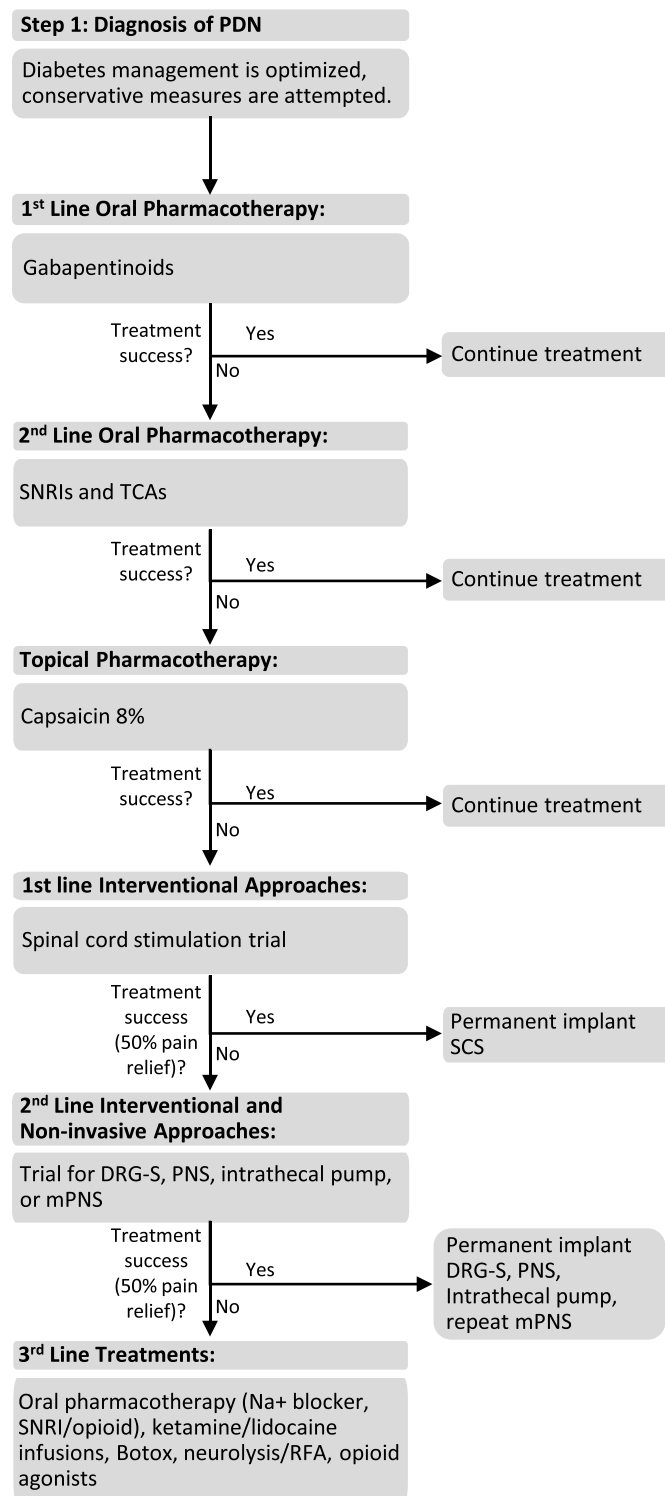 Step 1: Diagnosis of PDN
Diabetes management is optimized,
conservative measures are attempted.
1st Line Oral Pharmacotherapy:
Gabapentinoids
Treatment
success?
Yes
No
Continue treatment
2nd Line Oral Pharmacotherapy:
SNRIs and TCAs
Treatment
success?
Yes
No
Continue treatment
Topical Pharmacotherapy:
Capsaicin 8%
Treatment
success?
Yes
No
Continue treatment
1st line Interventional Approaches:
Spinal cord stimulation trial
Treatment
success
(50% pain
relief)?
Yes
No
Permanent implant
SCS
2nd Line Interventional and
Non-invasive Approaches:
Trial for DRG-S, PNS, intrathecal pump,
or mPNS
Treatment
success
(50% pain
relief)?
Yes
No
Permanent implant
DRG-S, PNS,
Intrathecal pump,
repeat mPNS
3rd Line Treatments:
Oral pharmacotherapy (Na+ blocker,
SNRI/opioid), ketamine/lidocaine
infusions, Botox, neurolysis/RFA, opioid
agonists